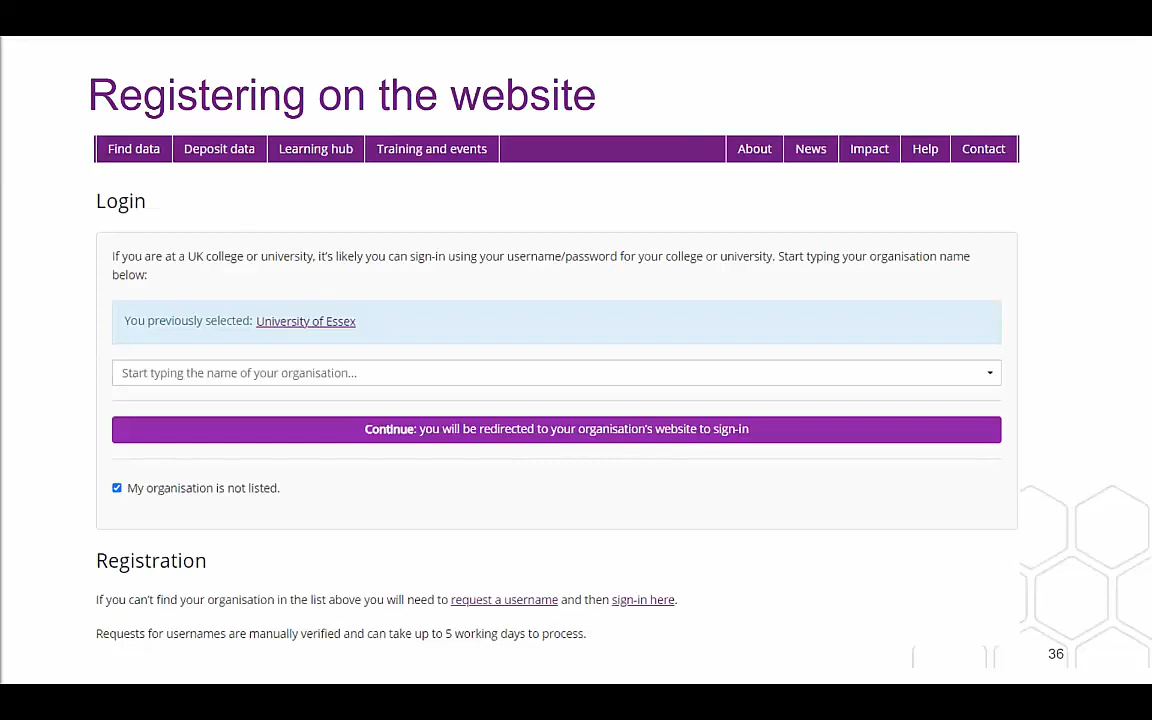 Registering on the website
Find data Deposit data Learning hub Training and events About News Impact Help Contact
Login
If you are at a UK college or university, it's likely you can sign-in using your username/password for your college or university. Start typing your organisation name
below:
You previously selected: University of Essex
Start typing the name of your organisation...
Continue: you will be redirected to your organisation's website to sign-in
My organisation is not listed.
Registration
If you can't find your organisation in the list above you will need to request a username and then sign-in here.
Requests for usernames are manually verified and can take up to 5 working days to process.
36